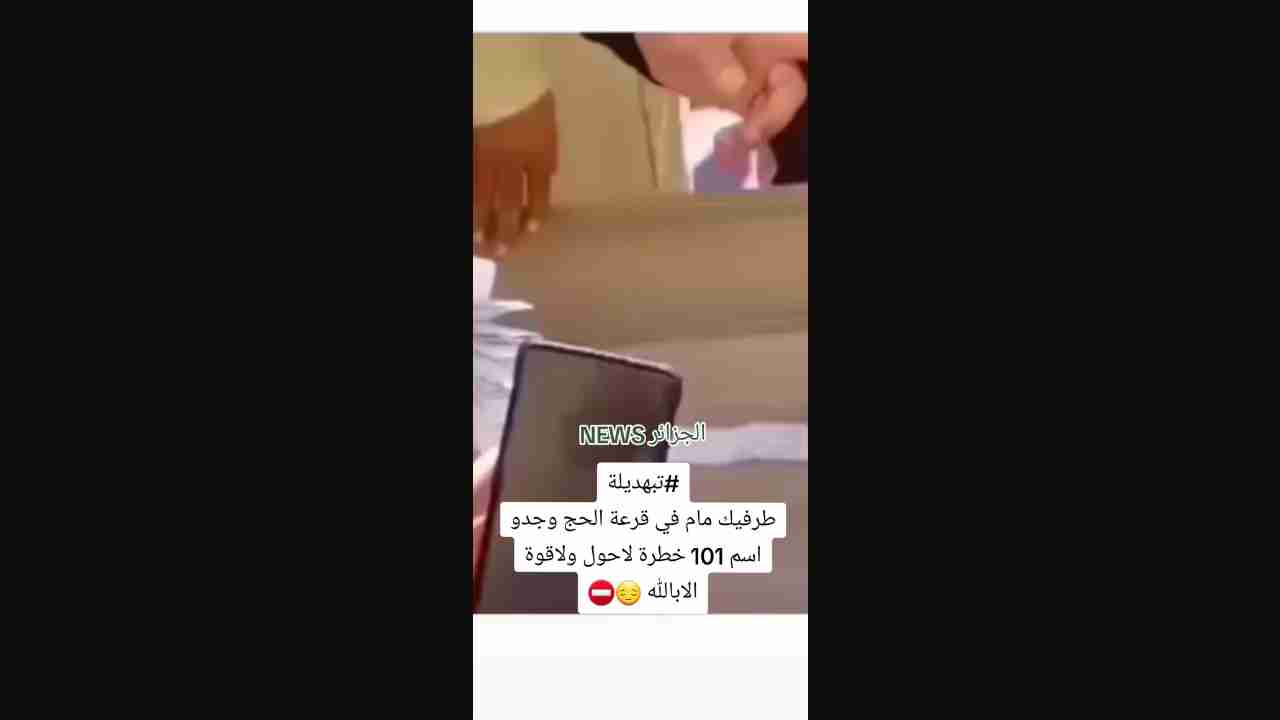 الجزائر NEWS
#تبهديلة
طرفيك مام في قرعة الحج وجدو
اسم 101 خطرة لاحول ولاقوة
الابالله 😔⛔